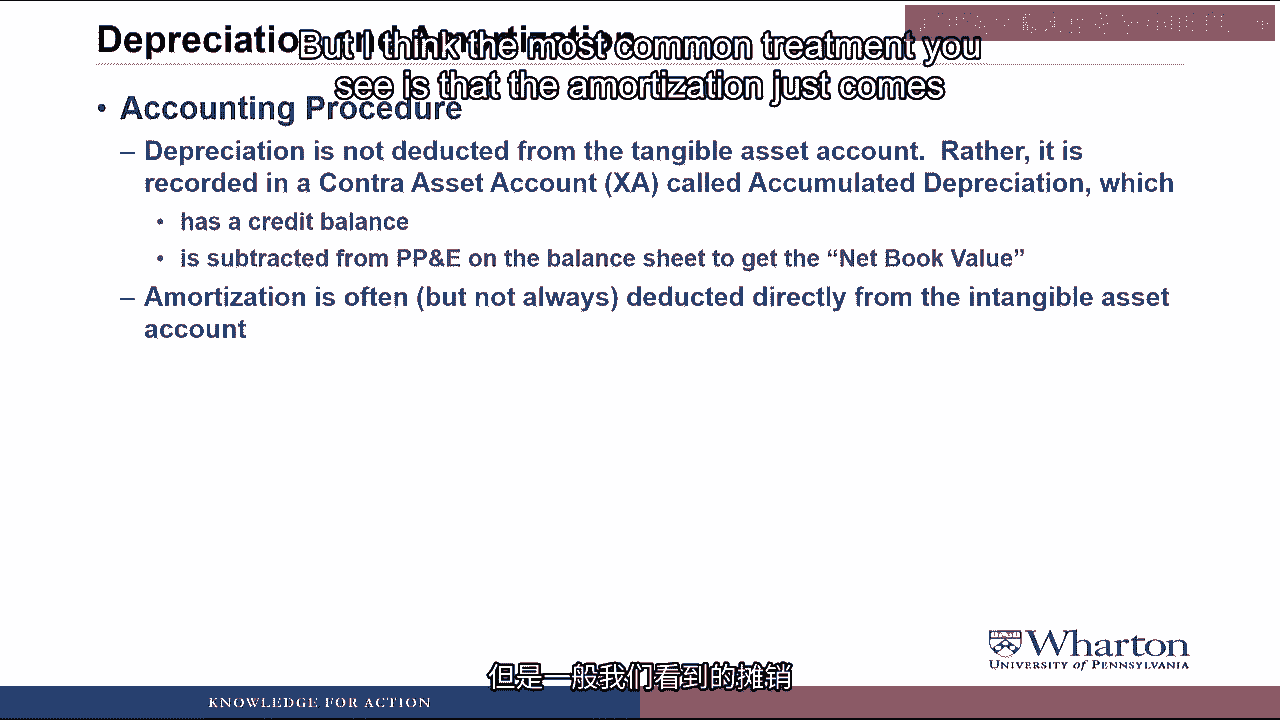 Depreciation and Amortization
But I think the most common treatment you
see is that the amortization just comes
• Accounting Procedure
– Depreciation is not deducted from the tangible asset account. Rather, it is
recorded in a Contra Asset Account (XA) called Accumulated Depreciation, which
• has a credit balance
• is subtracted from PP&E on the balance sheet to get the “Net Book Value”
– Amortization is often (but not always) deducted directly from the intangible asset
account
Wharton
UNIVERSITY of PENNSYLVANIA
但是一般我们看到的摊销
KNOWLEDGE FOR ACTION